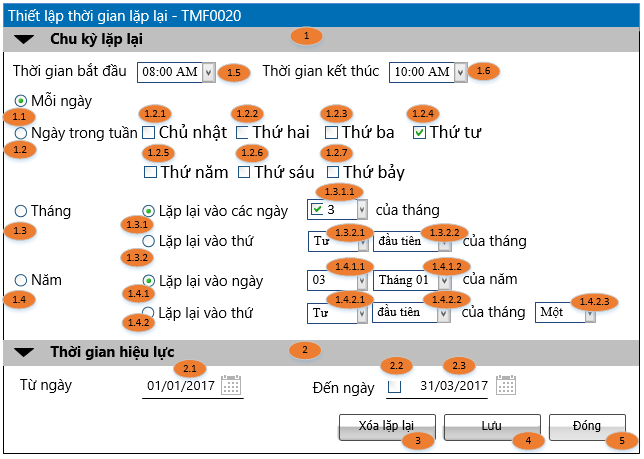 Thiết lập thời gian lặp lại - TMF0020
Chu kỳ lặp lại 1
Thời gian bắt đầu 08:00 AM 1.5 Thời gian kết thúc 10:00 AM 1.6
Mỗi ngày
1.1 1.2.1 1.2.2 1.2.3 1.2.4
Ngày trong tuần Chủ nhật Thứ hai Thứ ba Thứ tư
1.2 1.2.5 1.2.6 1.2.7
Thứ năm Thứ sáu Thứ bảy
1.3.1.1
Tháng Lặp lại vào các ngày 3 của tháng
1.3 1.3.1
Lặp lại vào thứ Tư 1.3.2.1 đầu tiên 1.3.2.2 của tháng
1.3.2 1.4.1.1 1.4.1.2
Năm Lặp lại vào ngày 03 Tháng 01 của năm
1.4 1.4.1 1.4.2.1 1.4.2.2 1.4.2.3
Lặp lại vào thứ Tư đầu tiên của tháng Một
1.4.2
Thời gian hiệu lực 2
2.1 2.2 2.3
Từ ngày 01/01/2017 Đến ngày 31/03/2017
Xóa lặp lại Lưu Đóng
3 4 5